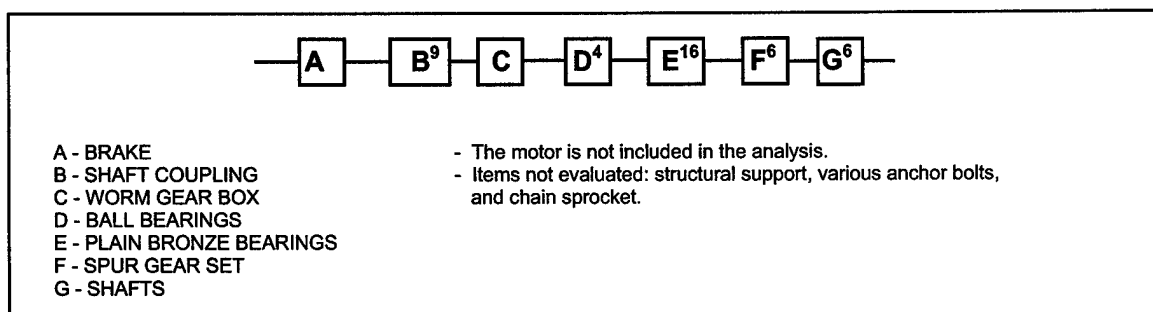 A B⁹ C D⁴ E¹⁶ F⁶ G⁶
A - BRAKE
B - SHAFT COUPLING
C - WORM GEAR BOX
D - BALL BEARINGS
E - PLAIN BRONZE BEARINGS
F - SPUR GEAR SET
G - SHAFTS
- The motor is not included in the analysis.
- Items not evaluated: structural support, various anchor bolts,
and chain sprocket.